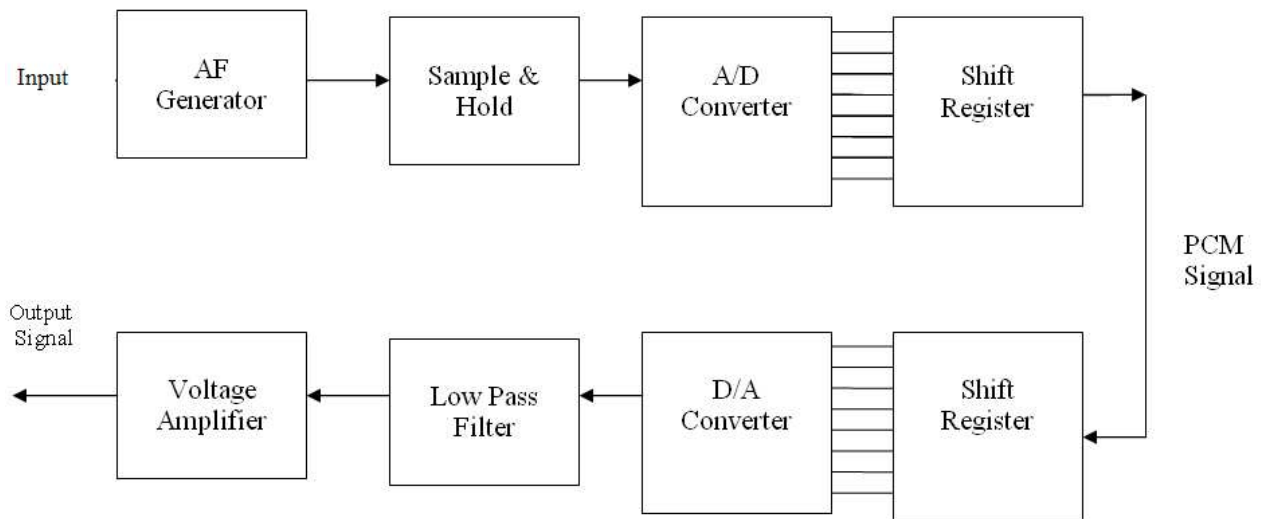 Input
AF
Generator
Sample &
Hold
A/D
Converter
Shift
Register
PCM
Signal
Output
Signal
Voltage
Amplifier
Low Pass
Filter
D/A
Converter
Shift
Register